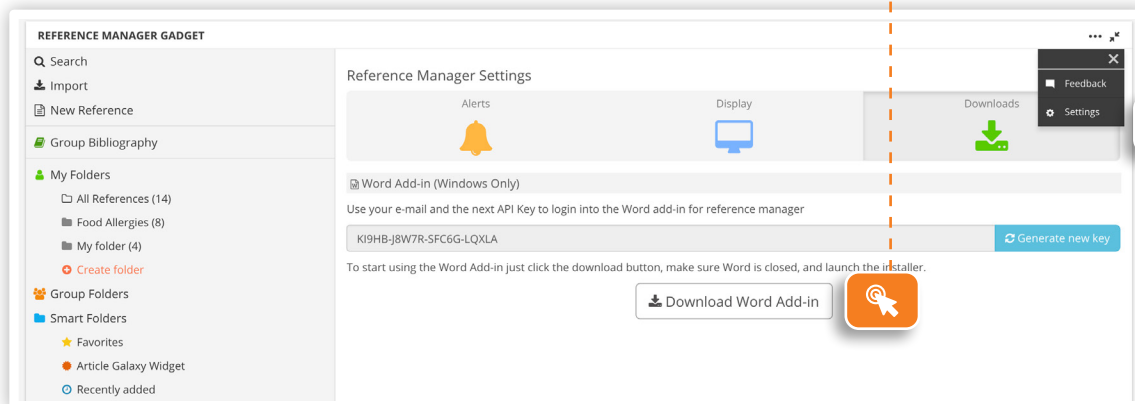 REFERENCE MANAGER GADGET
Search
Import
New Reference
Group Bibliography
My Folders
All References (14)
Food Allergies (8)
My folder (4)
Create folder
Group Folders
Smart Folders
Favorites
Article Galaxy Widget
Recently added
Reference Manager Settings
Alerts
Display
Downloads
Feedback
Settings
Word Add-in (Windows Only)
Use your e-mail and the next API Key to login into the Word add-in for reference manager
KI9HB-J8W7R-SFC6G-LQXLA
Generate new key
To start using the Word Add-in just click the download button, make sure Word is closed, and launch the installer.
Download Word Add-in